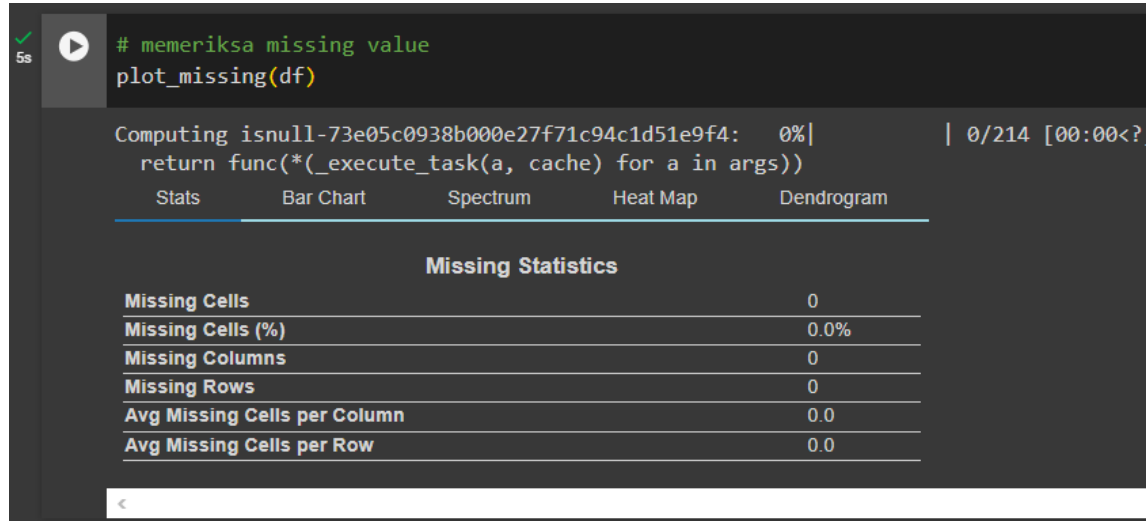 5s
# memeriksa missing value
plot_missing(df)
Computing isnull-73e05c0938b000e27f71c94c1d51e9f4: 0%| | 0/214 [00:00<?,
return func(*(_execute_task(a, cache) for a in args))
Stats Bar Chart Spectrum Heat Map Dendrogram
Missing Statistics
Missing Cells 0
Missing Cells (%) 0.0%
Missing Columns 0
Missing Rows 0
Avg Missing Cells per Column 0.0
Avg Missing Cells per Row 0.0